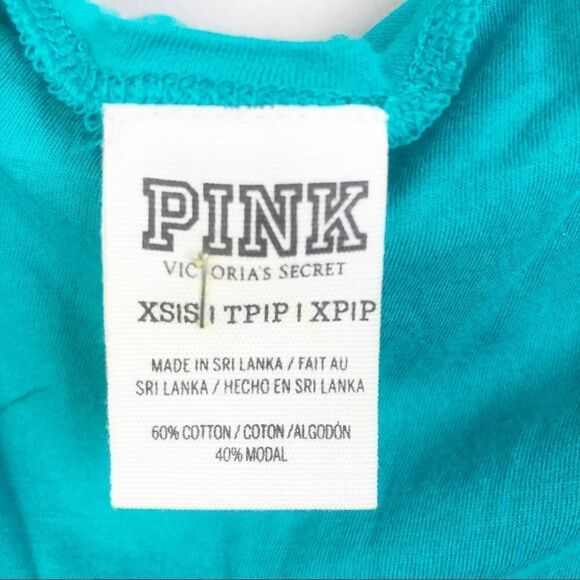 PINK
VICTORIA'S SECRET
XS|S | TP|P | XP|P
MADE IN SRI LANKA / FAIT AU
SRI LANKA / HECHO EN SRI LANKA
60% COTTON / COTON / ALGODÓN
40% MODAL